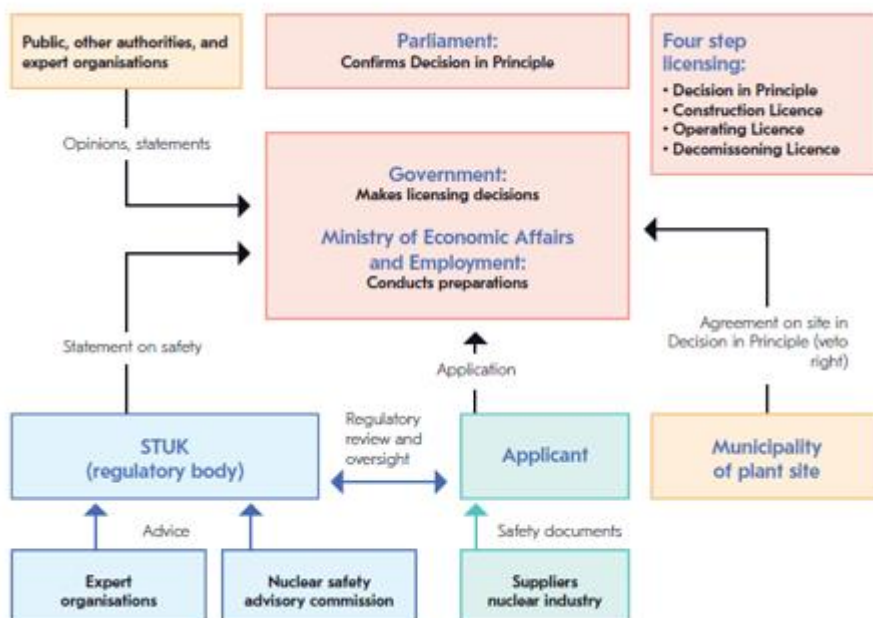 Public, other authorities, and
expert organisations
Parliament:
Confirms Decision in Principle
Four step
licensing:
• Decision in Principle
• Construction Licence
• Operating Licence
• Decomissoning Licence
Opinions, statements
Government:
Makes licensing decisions
Ministry of Economic Affairs
and Employment:
Conducts preparations
Statement on safety
Application
Agreement on site in
Decision in Principle (veto
right)
STUK
(regulatory body)
Regulatory
review and
oversight
Applicant
Municipality
of plant site
Advice
Safety documents
Expert
organisations
Nuclear safety
advisory commission
Suppliers
nuclear industry